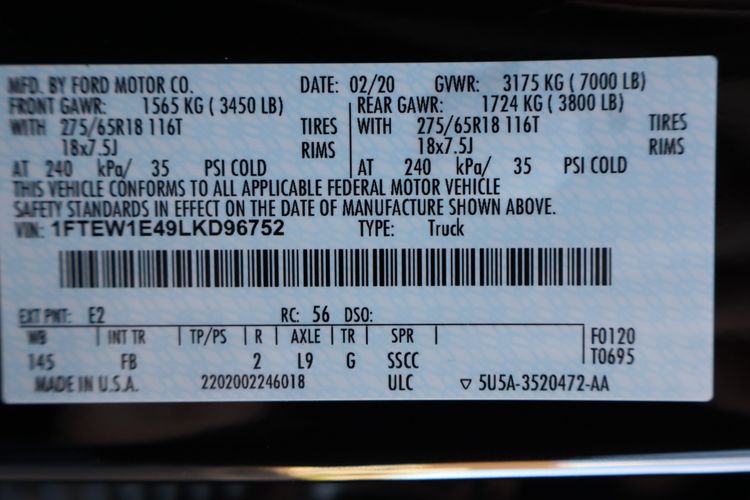 MFD. BY FORD MOTOR CO. DATE: 02/20 GVWR: 3175 KG ( 7000 LB)
FRONT GAWR: 1565 KG ( 3450 LB) REAR GAWR: 1724 KG ( 3800 LB)
WITH 275/65R18 116T TIRES WITH 275/65R18 116T TIRES
18x7.5J RIMS 18x7.5J RIMS
AT 240 kPa/ 35 PSI COLD AT 240 kPa/ 35 PSI COLD
THIS VEHICLE CONFORMS TO ALL APPLICABLE FEDERAL MOTOR VEHICLE
SAFETY STANDARDS IN EFFECT ON THE DATE OF MANUFACTURE SHOWN ABOVE.
VIN: 1FTEW1E49LKD96752 TYPE: Truck
EXT PNT: E2 RC: 56 DSO:
WB INT TR TP/PS R AXLE TR SPR F0120
145 FB 2 L9 G SSCC T0695
MADE IN U.S.A. 2202002246018 ULC ▽ 5U5A-3520472-AA